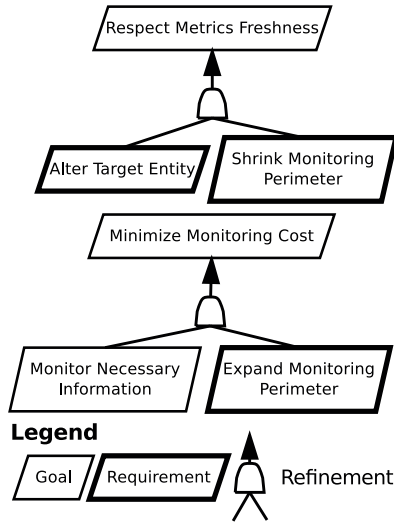 Respect Metrics Freshness
Alter Target Entity
Shrink Monitoring
Perimeter
Minimize Monitoring Cost
Monitor Necessary
Information
Expand Monitoring
Perimeter
Legend
Goal
Requirement
Refinement